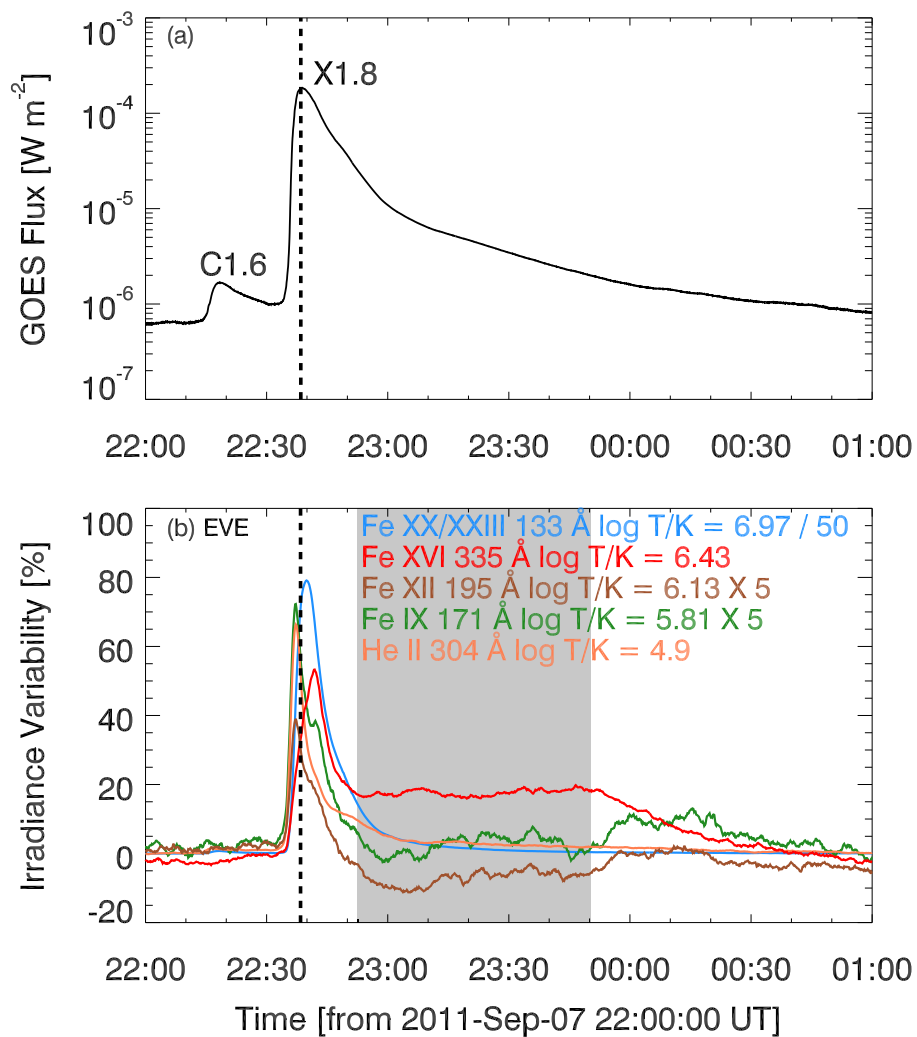 10⁻³
(a)
X1.8
10⁻⁴
GOES Flux [W m⁻²]
10⁻⁵
C1.6
10⁻⁶
10⁻⁷
22:00 22:30 23:00 23:30 00:00 00:30 01:00
100
(b) EVE
Fe XX/XXIII 133 Å log T/K = 6.97 / 50
Fe XVI 335 Å log T/K = 6.43
80
Fe XII 195 Å log T/K = 6.13 X 5
Fe IX 171 Å log T/K = 5.81 X 5
60
He II 304 Å log T/K = 4.9
Irradiance Variability [%]
40
20
0
-20
22:00 22:30 23:00 23:30 00:00 00:30 01:00
Time [from 2011-Sep-07 22:00:00 UT]